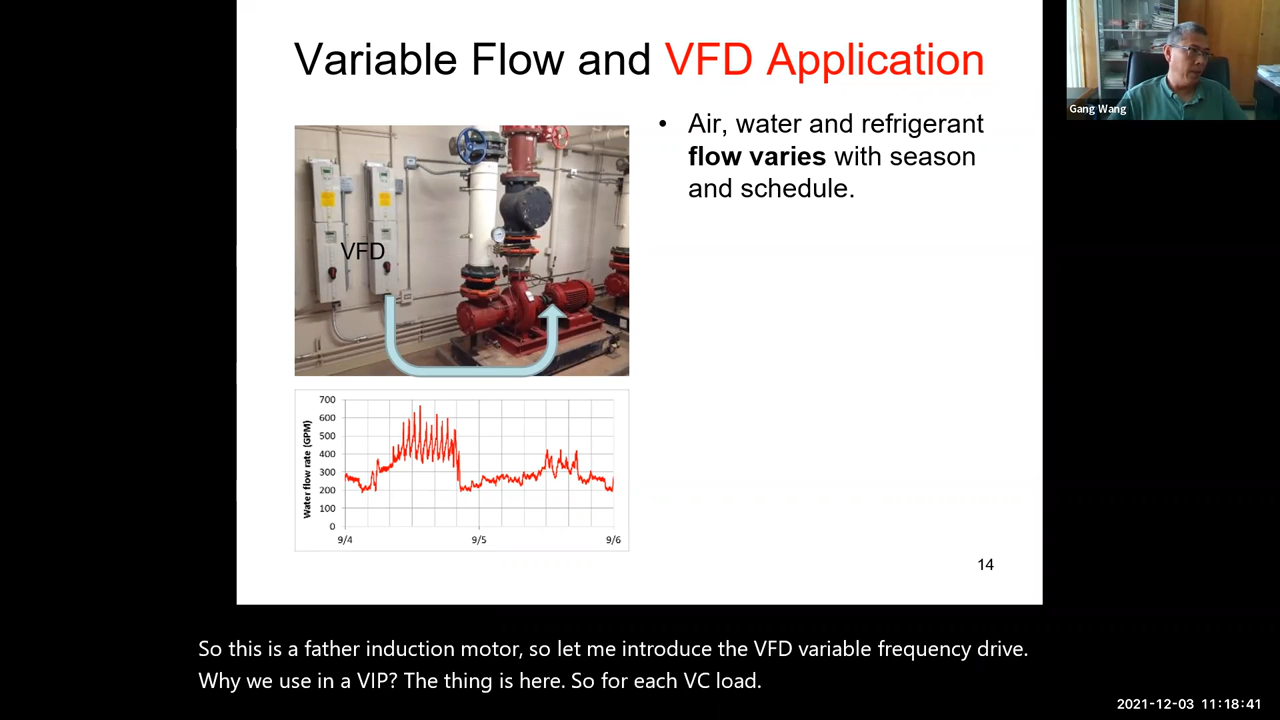 Variable Flow and VFD Application
Gang Wang
• Air, water and refrigerant
flow varies with season
and schedule.
VFD
700
600
500
400
300
200
100
0
Water flow rate (GPM)
9/4 9/5 9/6
14
So this is a father induction motor, so let me introduce the VFD variable frequency drive.
Why we use in a VIP? The thing is here. So for each VC load.
2021-12-03 11:18:41